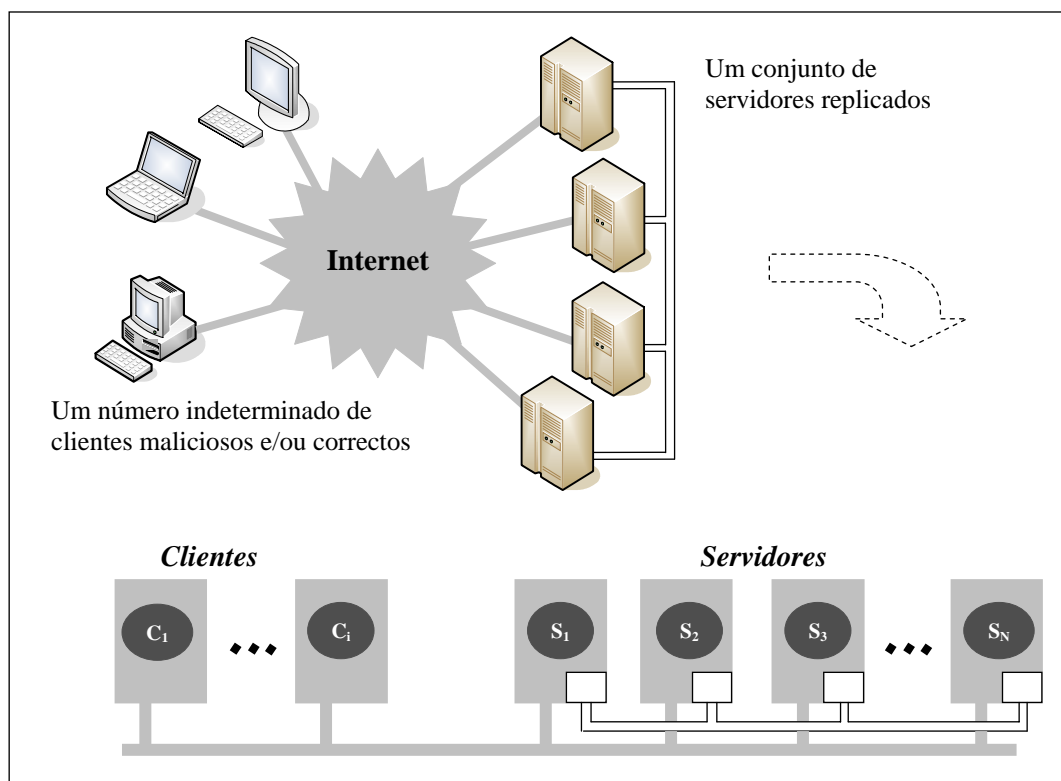 Um conjunto de
servidores replicados
Internet
Um número indeterminado de
clientes maliciosos e/ou correctos
Clientes
Servidores
C1
Ci
S1
S2
S3
SN